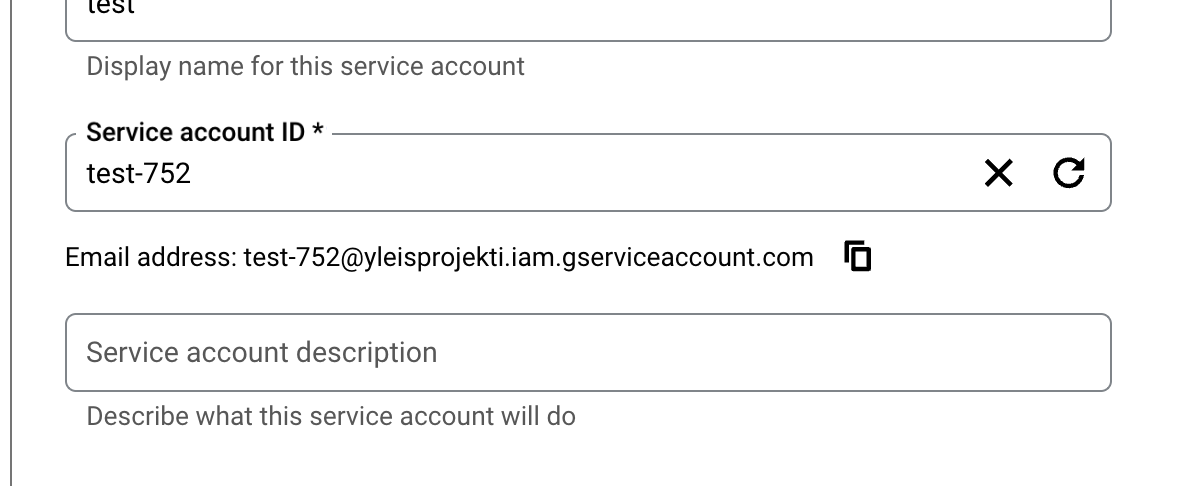 test
Display name for this service account
Service account ID *
test-752
Email address: test-752@yleisprojekti.iam.gserviceaccount.com
Service account description
Describe what this service account will do